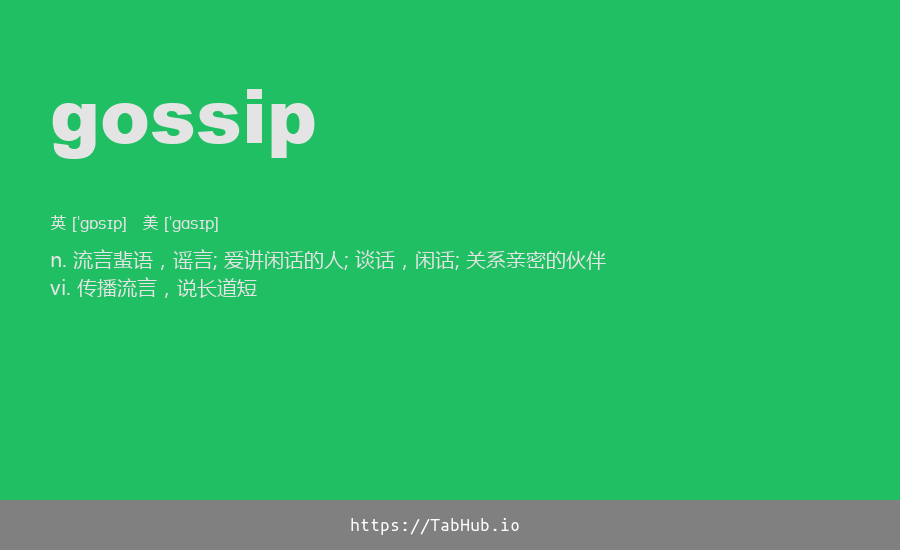 gossip
英 [ˈɡɒsɪp] 美 [ˈɡɑsɪp]
n. 流言蜚语，谣言; 爱讲闲话的人; 谈话，闲话; 关系亲密的伙伴
vi. 传播流言，说长道短
https://TabHub.io